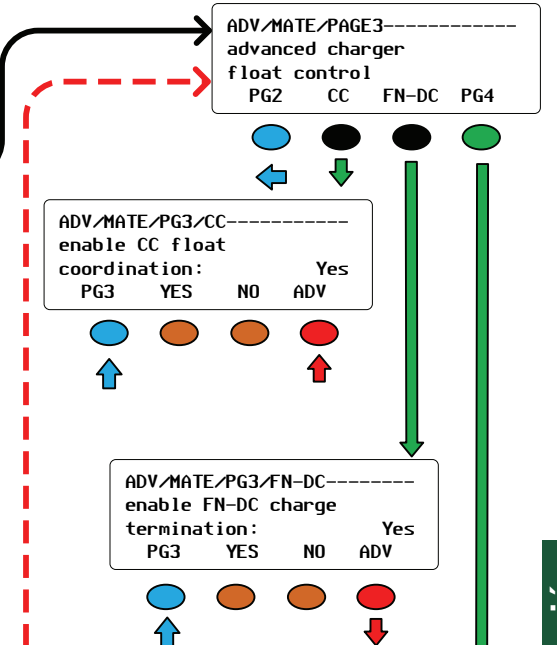 ADV/MATE/PAGE3------------
advanced charger
float control
PG2 CC FN-DC PG4
ADV/MATE/PG3/CC-----------
enable CC float
coordination: Yes
PG3 YES NO ADV
ADV/MATE/PG3/FN-DC--------
enable FN-DC charge
termination: Yes
PG3 YES NO ADV